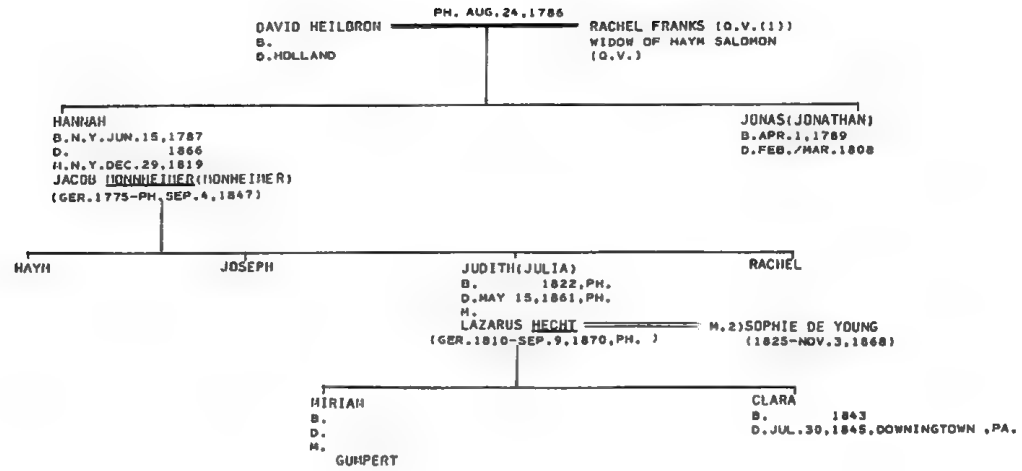 PH. AUG.24,1786
DAVID HEILBRON
B.
D.HOLLAND
RACHEL FRANKS (Q.V.(1))
WIDOW OF HAYM SALOMON
(Q.V.)
HANNAH
B.N.Y.JUN.15,1787
D. 1866
M.N.Y.DEC.29,1819
JACOB MONNHEIMER(MONHEIMER)
(GER.1775-PH.SEP.4,1847)
JONAS(JONATHAN)
B.APR.1,1789
D.FEB./MAR.1808
HAYM
JOSEPH
JUDITH(JULIA)
B. 1822,PH.
D.MAY 15,1861,PH.
M.
LAZARUS HECHT
(GER.1810-SEP.9,1870,PH. )
M.2)SOPHIE DE YOUNG
(1825-NOV.3,1868)
RACHEL
MIRIAM
B.
D.
M.
GUMPERT
CLARA
B. 1843
D.JUL.30,1845,DOWNINGTOWN ,PA.